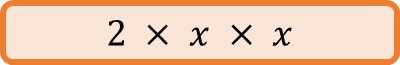 2 × x × x